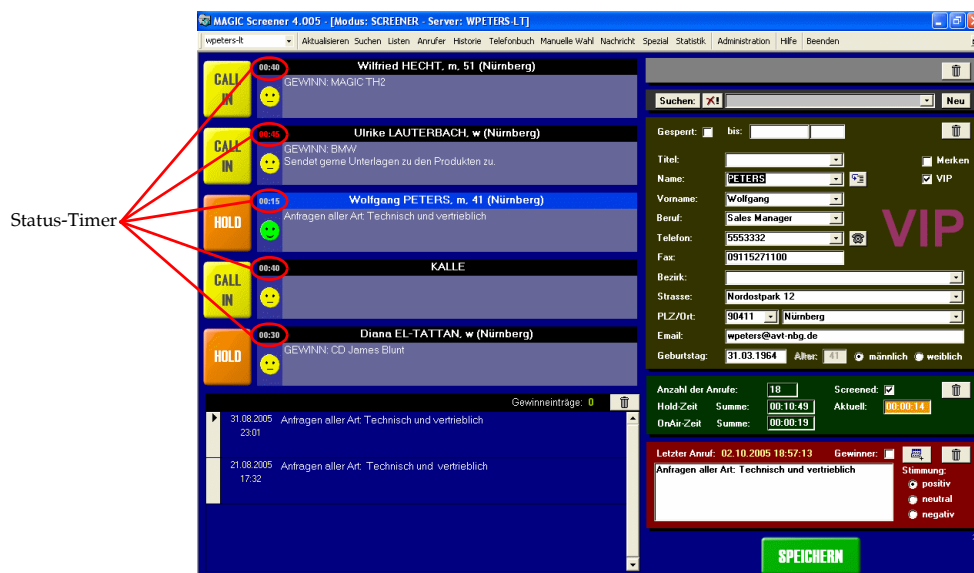 MAGIC Screener 4.005 - [Modus: SCREENER - Server: WPETERS-LT]
wpeters-lt Aktualisieren Suchen Listen Anrufer Historie Telefonbuch Manuelle Wahl Nachricht Spezial Statistik Administration Hilfe Beenden
Status-Timer
CALL IN
00:40 Wilfried HECHT, m, 51 (Nürnberg)
GEWINN: MAGIC TH2
CALL IN
00:45 Ulrike LAUTERBACH, w (Nürnberg)
GEWINN: BMW
Sendet gerne Unterlagen zu den Produkten zu.
HOLD
00:15 Wolfgang PETERS, m, 41 (Nürnberg)
Anfragen aller Art: Technisch und vertrieblich
CALL IN
00:40 KALLE
HOLD
00:30 Diana EL-TATTAN, w (Nürnberg)
GEWINN: CD James Blunt
Gewinneinträge: 0
31.08.2005 Anfragen aller Art: Technisch und vertrieblich
23:01
21.08.2005 Anfragen aller Art: Technisch und vertrieblich
17:32
Suchen: Neu
Gesperrt: bis:
Titel: Merken
Name: PETERS VIP
Vorname: Wolfgang
Beruf: Sales Manager
VIP
Telefon: 5553332
Fax: 09115271100
Bezirk:
Strasse: Nordostpark 12
PLZ/Ort: 90411 Nürnberg
Email: wpeters@avt-nbg.de
Geburtstag: 31.03.1964 Alter: 41 männlich weiblich
Anzahl der Anrufe: 18 Screened:
Hold-Zeit Summe: 00:10:49 Aktuell: 00:00:14
OnAir-Zeit Summe: 00:00:19
Letzter Anruf: 02.10.2005 18:57:13 Gewinner:
Anfragen aller Art: Technisch und vertrieblich
Stimmung:
positiv
neutral
negativ
SPEICHERN